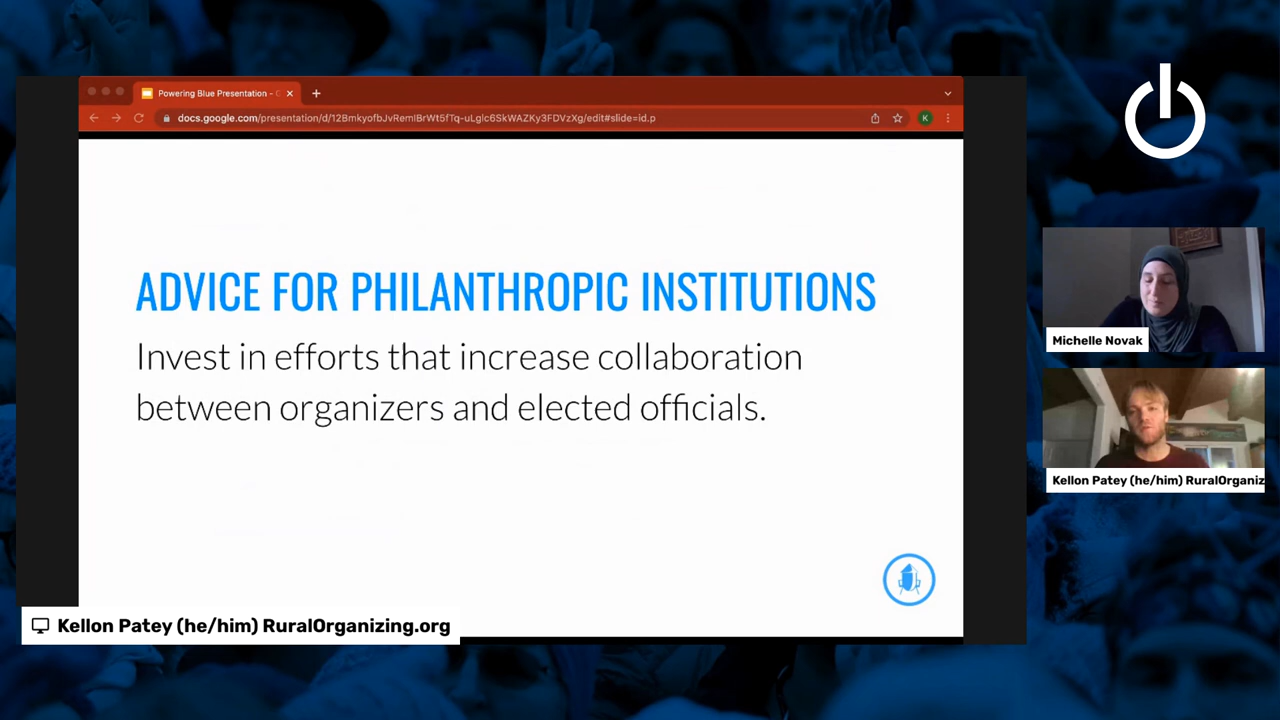 Powering Blue Presentation - G
docs.google.com/presentation/d/12BmkyofbJvRemIBrWt5fTq-uLglc6SkWAZKy3FDVzXg/edit#slide=id.p
K
ADVICE FOR PHILANTHROPIC INSTITUTIONS
Invest in efforts that increase collaboration
between organizers and elected officials.
Kellon Patey (he/him) RuralOrganizing.org
Michelle Novak
Kellon Patey (he/him) RuralOrganiz